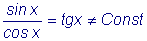 sin x / cos x = tgx ≠ Const